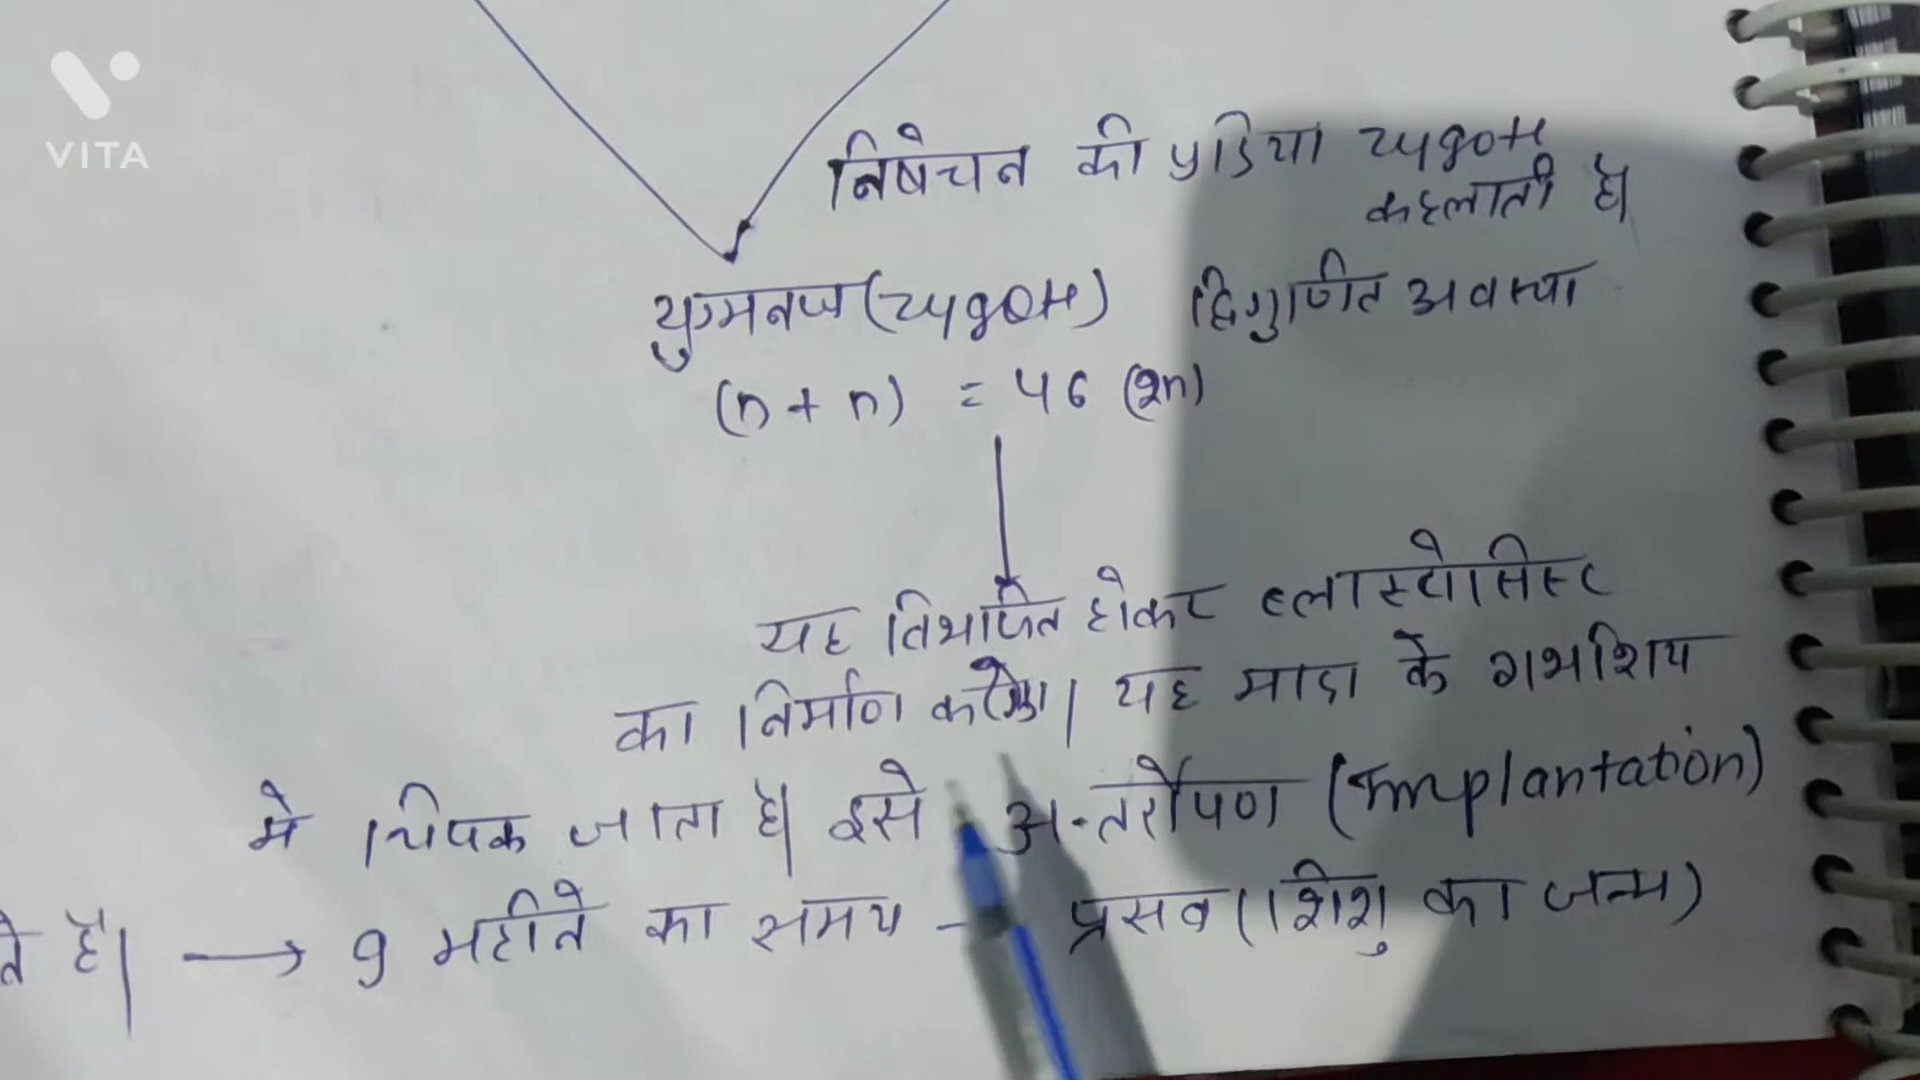 VITA
निषेचन की प्रक्रिया zygote
कहलाती है।
युग्मनज (zygote) द्विगुणित अवस्था
(n + n) = 46 (2n)
यह विभाजित होकर ब्लास्टोसिस्ट
का निर्माण करेगा। यह मादा के गर्भाशय
मे चिपक जाता है। इसे अन्तर्रोपण (Implantation)
ते है। → 9 महीने का समय - प्रसव (शिशु का जन्म)